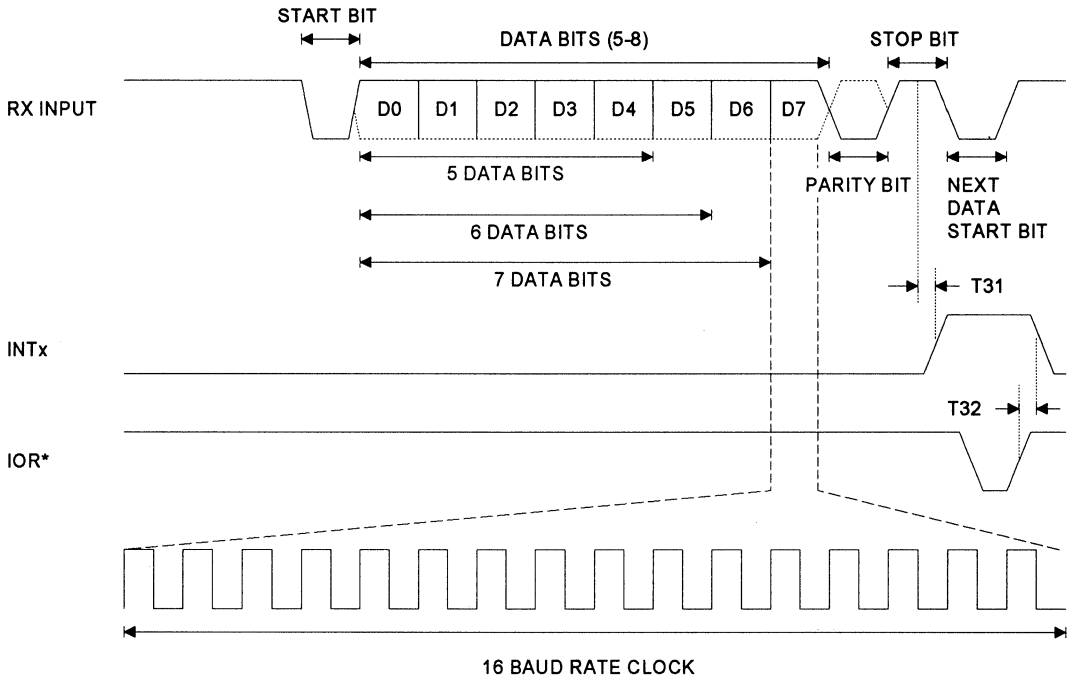 START BIT
DATA BITS (5-8)
STOP BIT
RX INPUT
D0 D1 D2 D3 D4 D5 D6 D7
5 DATA BITS
PARITY BIT
NEXT
DATA
START BIT
6 DATA BITS
7 DATA BITS
T31
INTx
T32
IOR*
16 BAUD RATE CLOCK